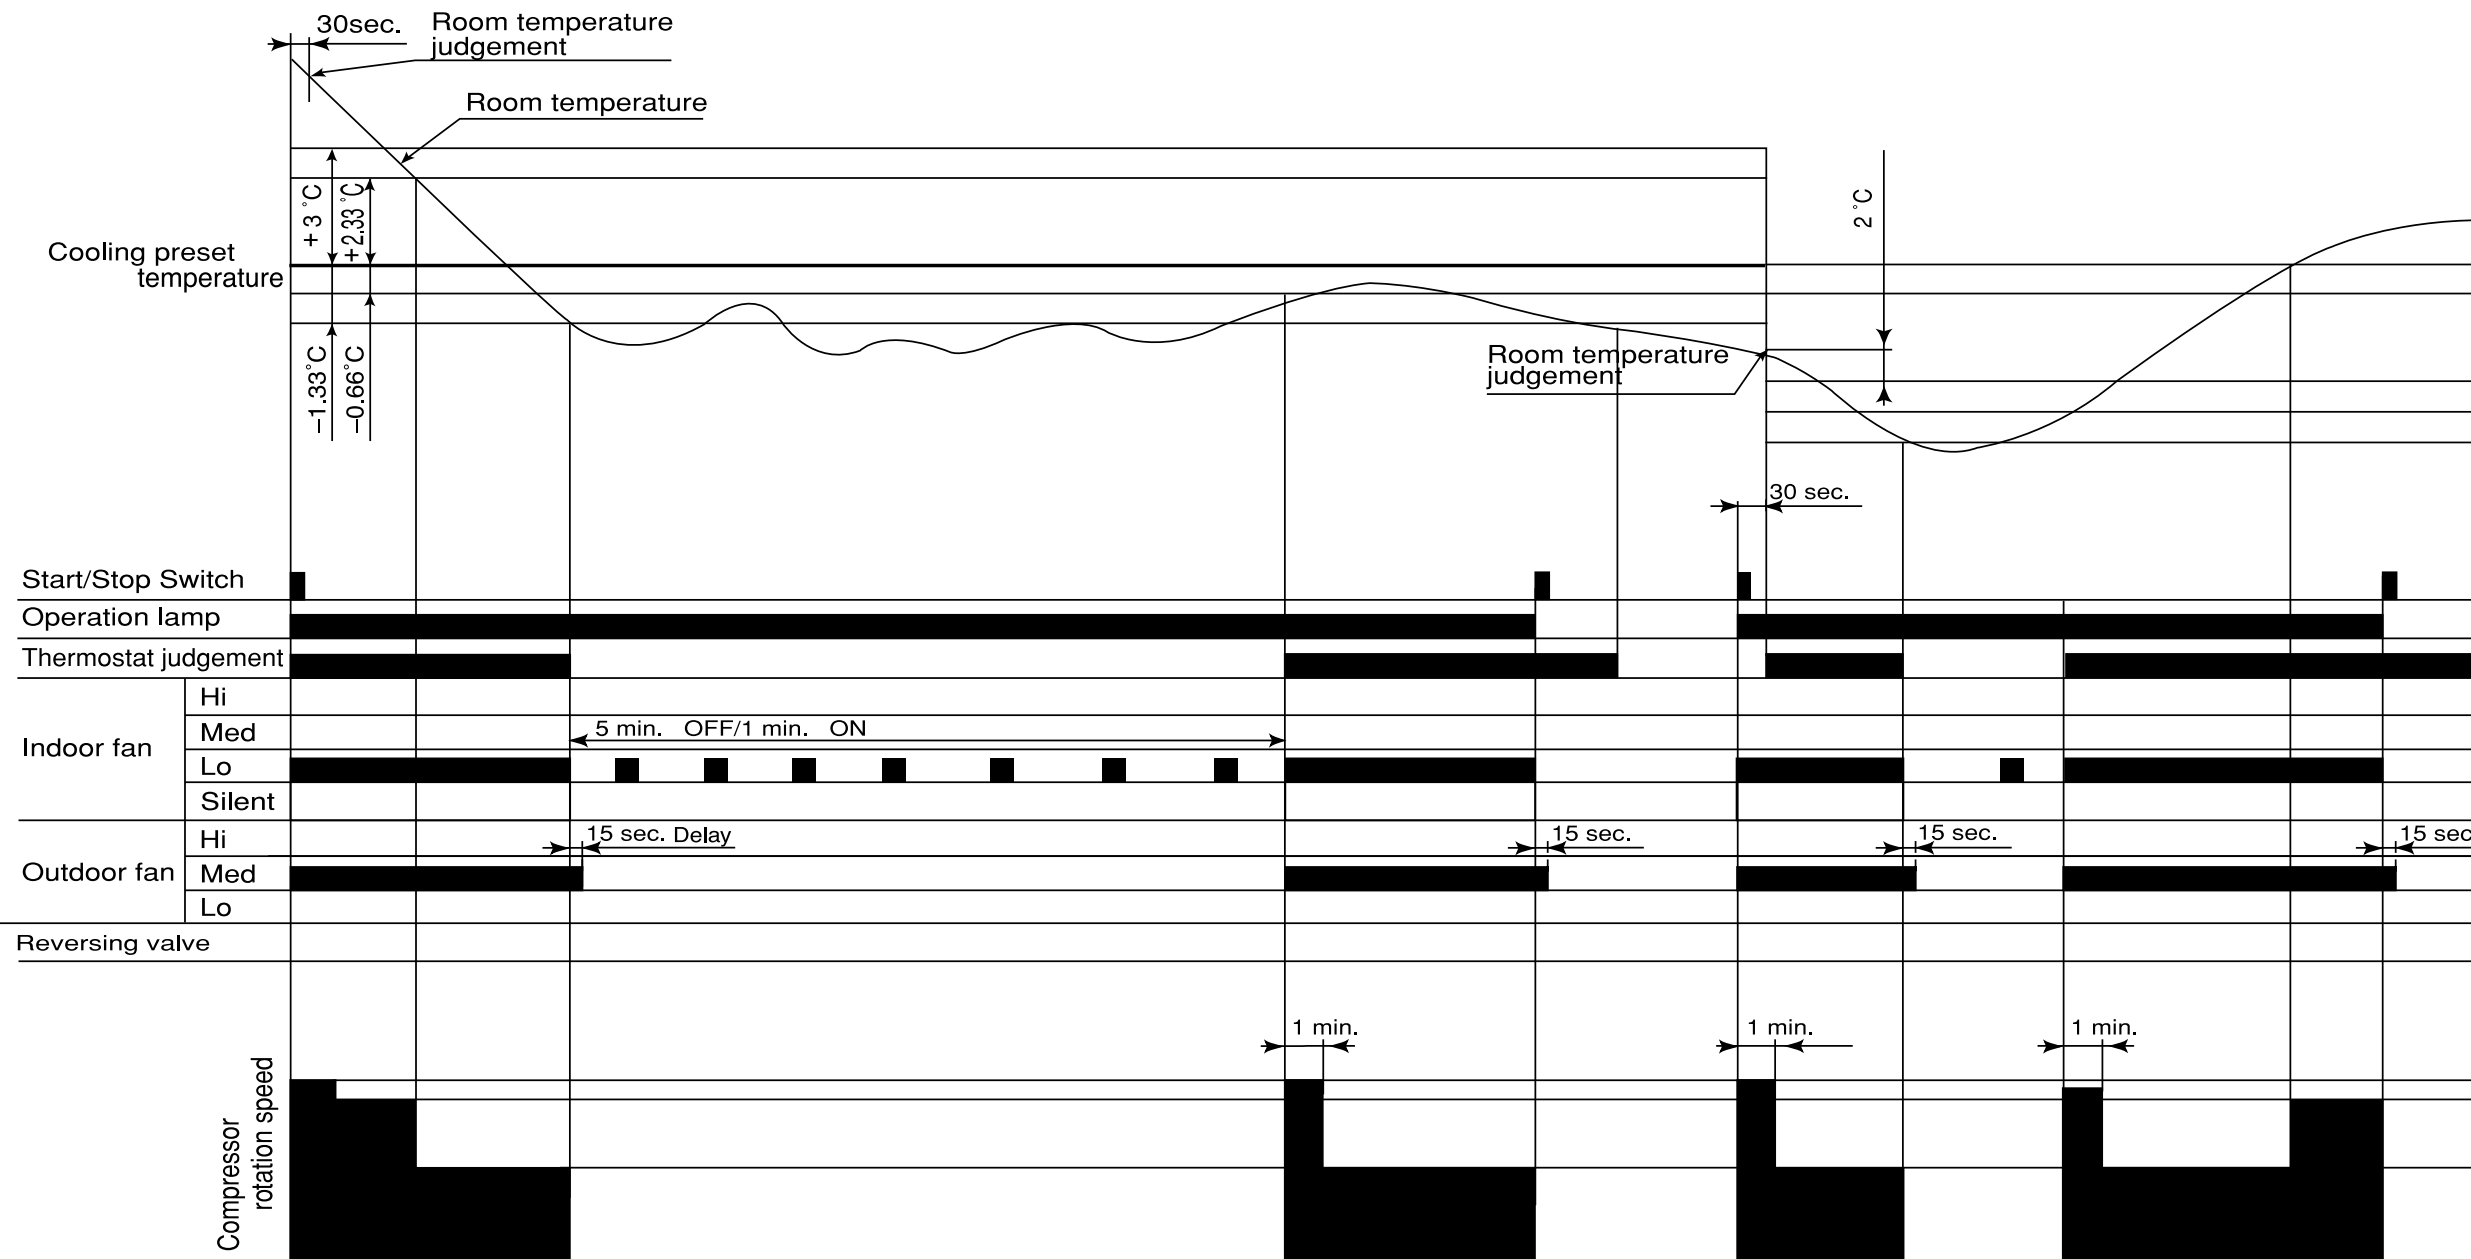 30sec.
Room temperature
judgement
Room temperature
+ 3 °C
+2.33 °C
2 °C
Cooling preset
temperature
−1.33°C
−0.66°C
Room temperature
judgement
30 sec.
Start/Stop Switch
Operation lamp
Thermostat judgement
Indoor fan
Hi
Med
5 min. OFF/1 min. ON
Lo
Silent
Outdoor fan
Hi
15 sec. Delay
15 sec.
15 sec.
15 sec
Med
Lo
Reversing valve
1 min.
1 min.
1 min.
Compressor
rotation speed